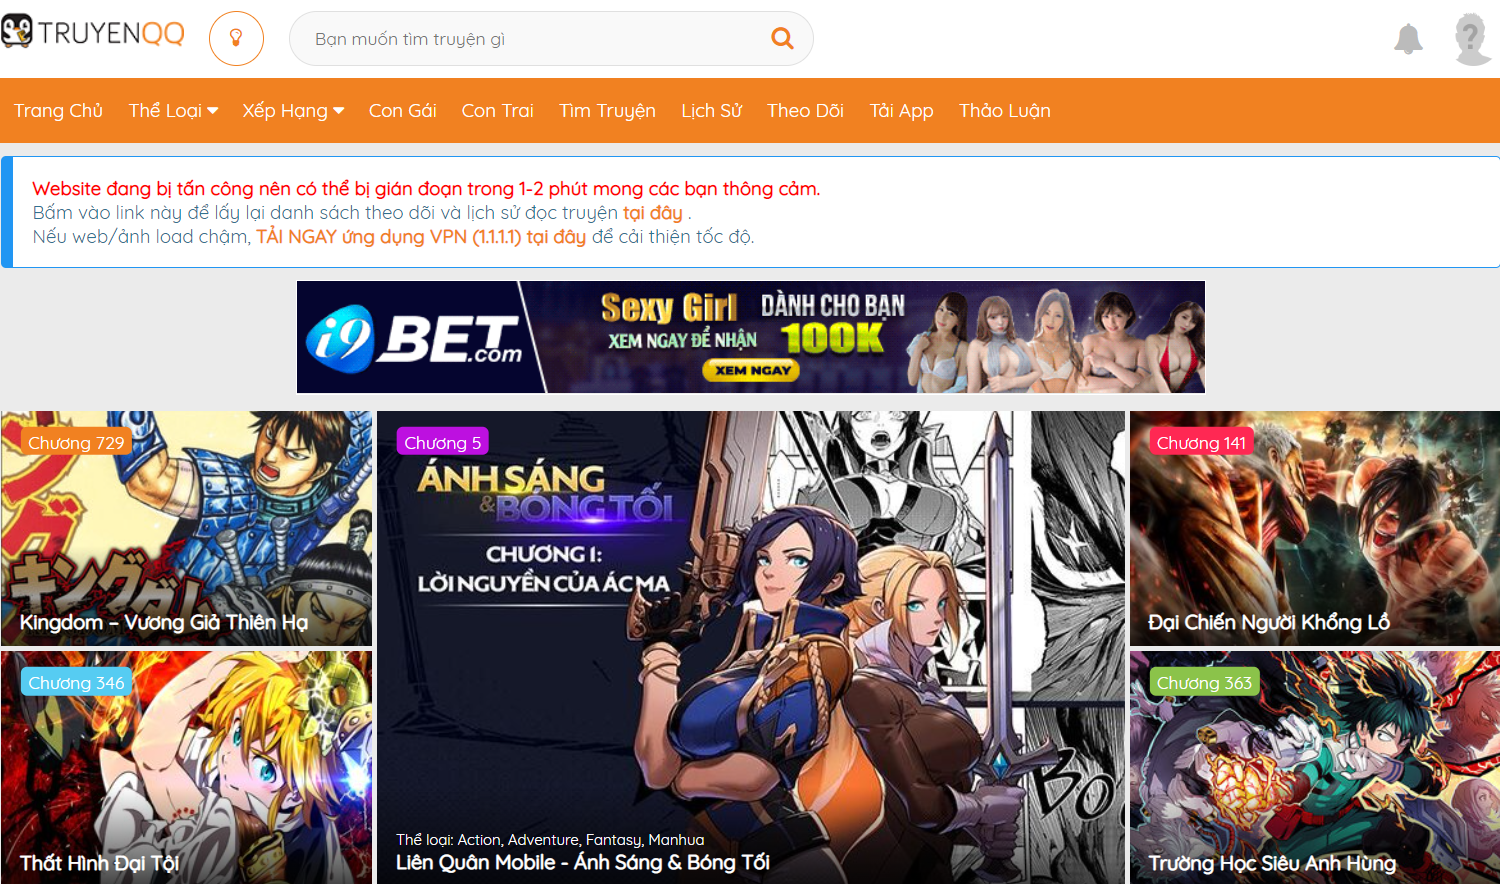 TRUYENQQ
Bạn muốn tìm truyện gì
?
Trang Chủ Thể Loại Xếp Hạng Con Gái Con Trai Tìm Truyện Lịch Sử Theo Dõi Tải App Thảo Luận
Website đang bị tấn công nên có thể bị gián đoạn trong 1-2 phút mong các bạn thông cảm.
Bấm vào link này để lấy lại danh sách theo dõi và lịch sử đọc truyện tại đây .
Nếu web/ảnh load chậm, TẢI NGAY ứng dụng VPN (1.1.1.1) tại đây để cải thiện tốc độ.
i9BET.com
Sexy Girl DÀNH CHO BẠN
XEM NGAY ĐỂ NHẬN 100K
XEM NGAY
Chương 729
キングダム
Kingdom – Vương Giả Thiên Hạ
Chương 346
Thất Hình Đại Tội
Chương 5
ÁNH SÁNG
& BÓNG TỐI
CHƯƠNG 1:
LỜI NGUYỀN CỦA ÁC MA
BO
Thể loại: Action, Adventure, Fantasy, Manhua
Liên Quân Mobile - Ánh Sáng & Bóng Tối
Chương 141
Đại Chiến Người Khổng Lồ
Chương 363
Trường Học Siêu Anh Hùng